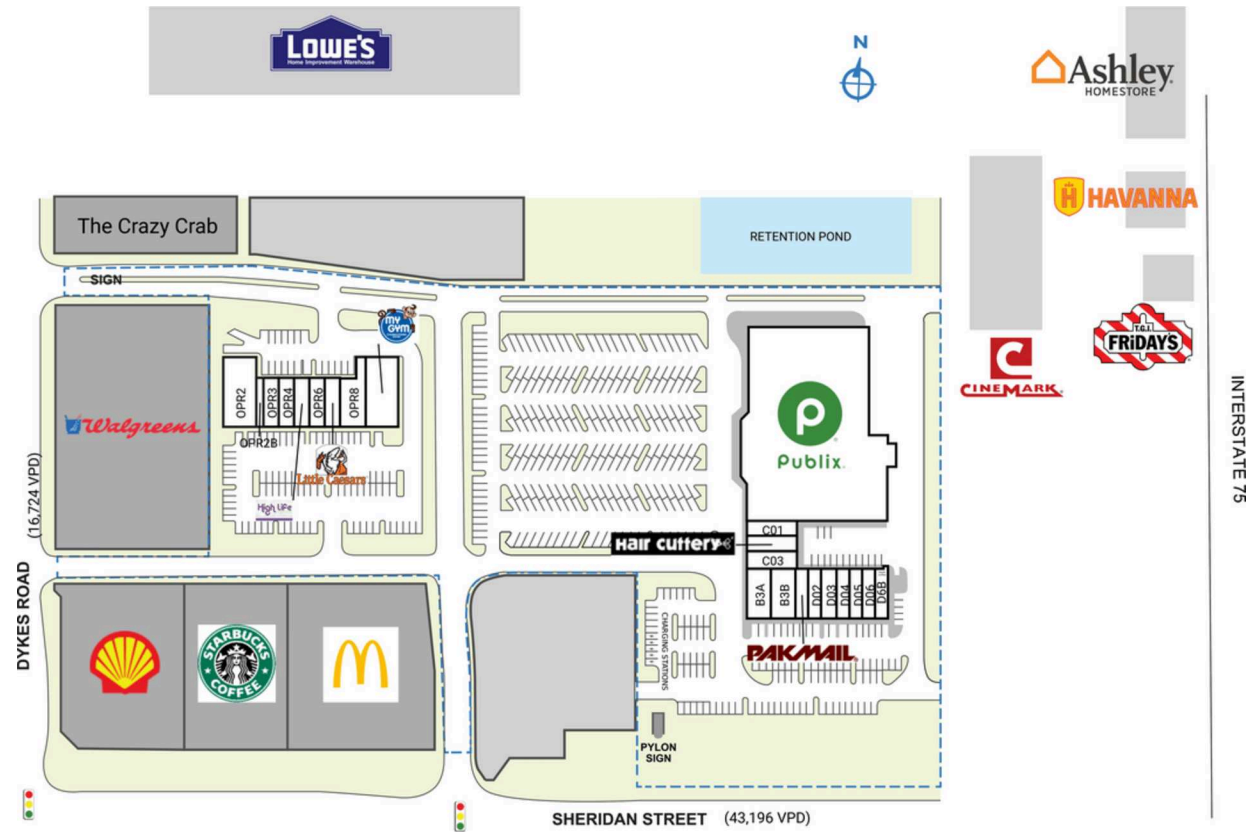 LOWE'S
Home Improvement Warehouse
N
Ashley
HOMESTORE
HAVANNA
The Crazy Crab
RETENTION POND
SIGN
MY
GYM
T.G.I.
FRiDAY'S
CINEMARK
Walgreens
OPR2
OPR2B
OPR3
OPR4
OPR6
OPR8
Little Caesars
High Life
P
Publix
C01
Hair Cuttery
C03
B3A
B3B
D02
D03
D04
D05
D06
D6B
PAKMAIL
CHARGING STATIONS
PYLON
SIGN
STARBUCKS
COFFEE
DYKES ROAD
(16,724 VPD)
INTERSTATE 75
SHERIDAN STREET (43,196 VPD)